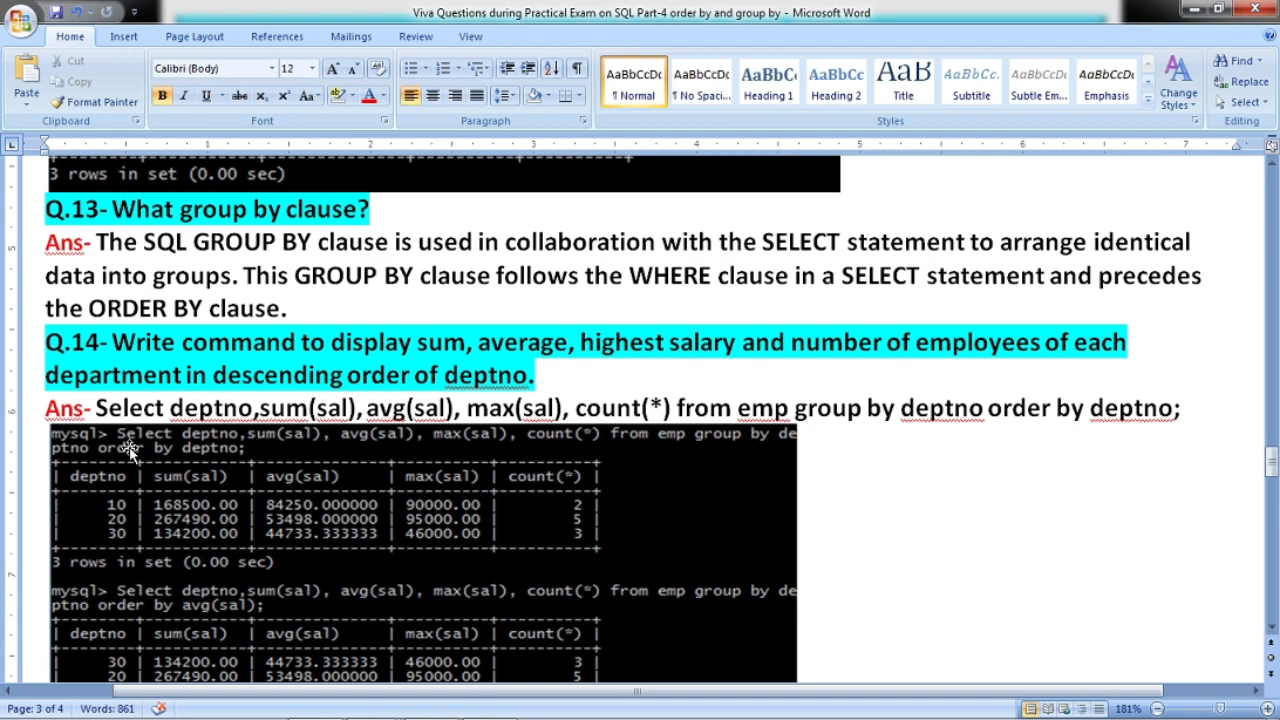 Viva Questions during Practical Exam on SQL Part-4 order by and group by - Microsoft Word
Home Insert Page Layout References Mailings Review View
Paste
Cut
Copy
Format Painter
Clipboard
Calibri (Body) 12
B I U abc x₂ x² Aa
Font
Paragraph
AaBbCcDc AaBbCcDc AaBbC( AaBbCc AaB AaBbCc. AaBbCcDc AaBbCcDc
¶ Normal ¶ No Spaci... Heading 1 Heading 2 Title Subtitle Subtle Em... Emphasis
Styles
Change Styles
Find
Replace
Select
Editing
1 2 3 4 5 6 7
3 rows in set (0.00 sec)
Q.13- What group by clause?
Ans- The SQL GROUP BY clause is used in collaboration with the SELECT statement to arrange identical
data into groups. This GROUP BY clause follows the WHERE clause in a SELECT statement and precedes
the ORDER BY clause.
Q.14- Write command to display sum, average, highest salary and number of employees of each
department in descending order of deptno.
Ans- Select deptno,sum(sal), avg(sal), max(sal), count(*) from emp group by deptno order by deptno;
mysql> Select deptno,sum(sal), avg(sal), max(sal), count(*) from emp group by de
ptno order by deptno;
| deptno | sum(sal) | avg(sal) | max(sal) | count(*) |
| 10 | 168500.00 | 84250.000000 | 90000.00 | 2 |
| 20 | 267490.00 | 53498.000000 | 95000.00 | 5 |
| 30 | 134200.00 | 44733.333333 | 46000.00 | 3 |
3 rows in set (0.00 sec)
mysql> Select deptno,sum(sal), avg(sal), max(sal), count(*) from emp group by de
ptno order by avg(sal);
| deptno | sum(sal) | avg(sal) | max(sal) | count(*) |
| 30 | 134200.00 | 44733.333333 | 46000.00 | 3 |
| 20 | 267490.00 | 53498.000000 | 95000.00 | 5 |
Page: 3 of 4 Words: 861 181%